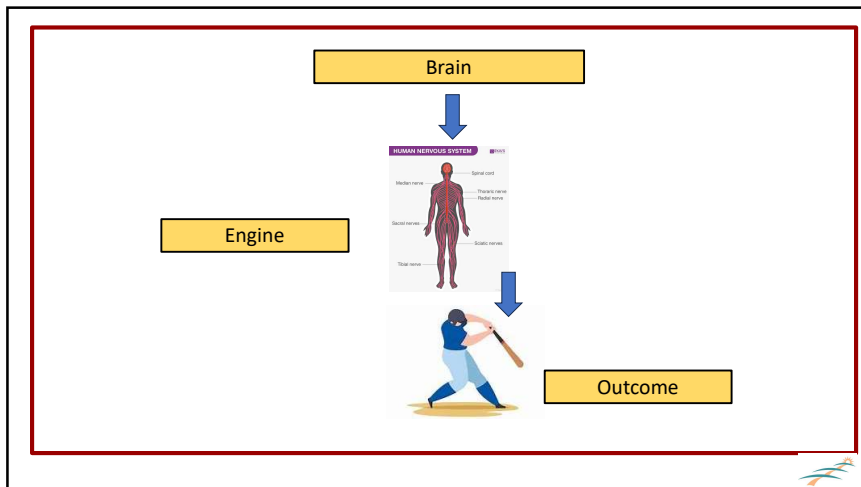 Brain
HUMAN NERVOUS SYSTEM
Spinal cord
Median nerve
Thoracic nerve
Radial nerve
Sacral nerves
Sciatic nerves
Tibial nerve
Engine
Outcome